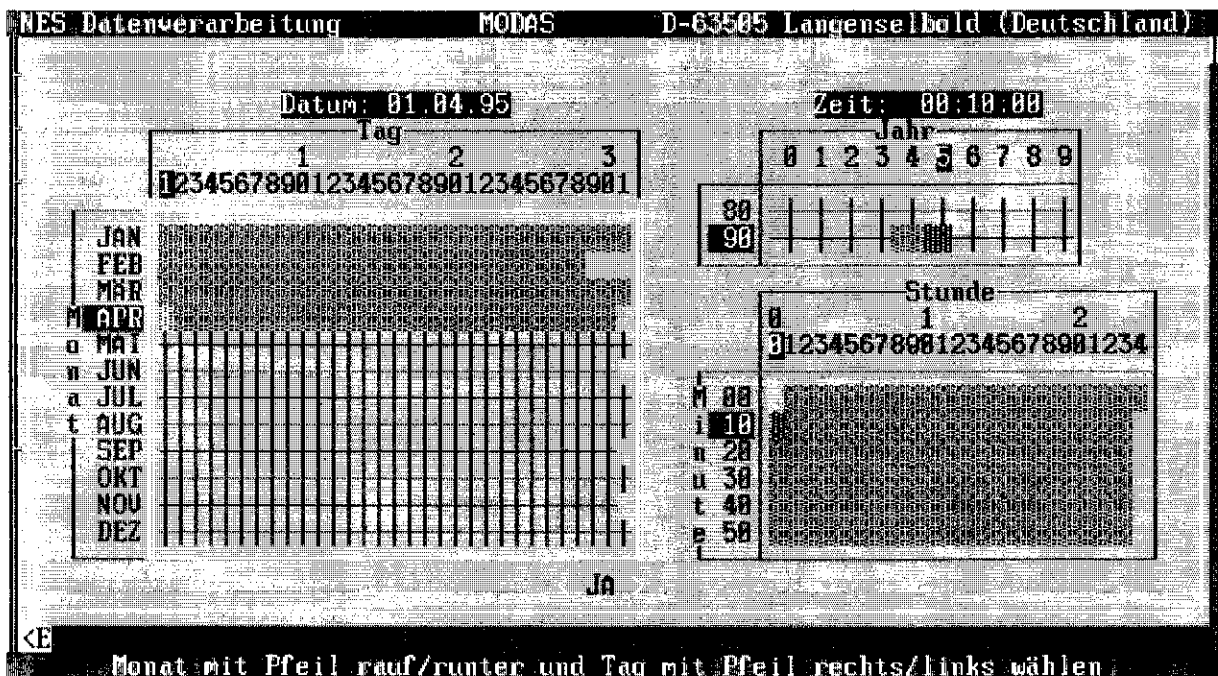 NES Datenverarbeitung MODAS D-63505 Langenselbold (Deutschland)
Datum: 01.04.95 Zeit: 00:10:00
Tag
1 2 3
1234567890123456789012345678901
Jahr
0 1 2 3 4 5 6 7 8 9
80
90
Monat
JAN
FEB
MÄR
APR
MAI
JUN
JUL
AUG
SEP
OKT
NOV
DEZ
Stunde
0 1 2
0123456789012345678901234
Minute
00
10
20
30
40
50
JA
<E
Monat mit Pfeil rauf/runter und Tag mit Pfeil rechts/links wählen